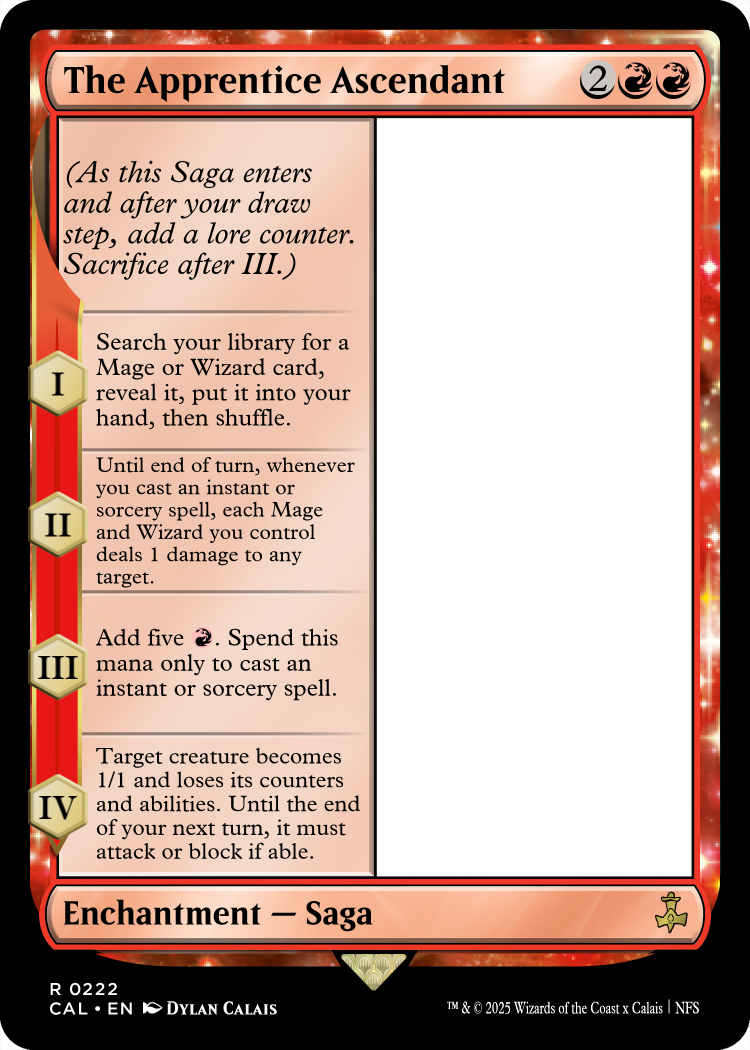 The Apprentice Ascendant 2
(As this Saga enters
and after your draw
step, add a lore counter.
Sacrifice after III.)
I
Search your library for a
Mage or Wizard card,
reveal it, put it into your
hand, then shuffle.
II
Until end of turn, whenever
you cast an instant or
sorcery spell, each Mage
and Wizard you control
deals 1 damage to any
target.
III
Add five . Spend this
mana only to cast an
instant or sorcery spell.
IV
Target creature becomes
1/1 and loses its counters
and abilities. Until the end
of your next turn, it must
attack or block if able.
Enchantment — Saga
R 0222
CAL • EN DYLAN CALAIS
™ & © 2025 Wizards of the Coast x Calais | NFS